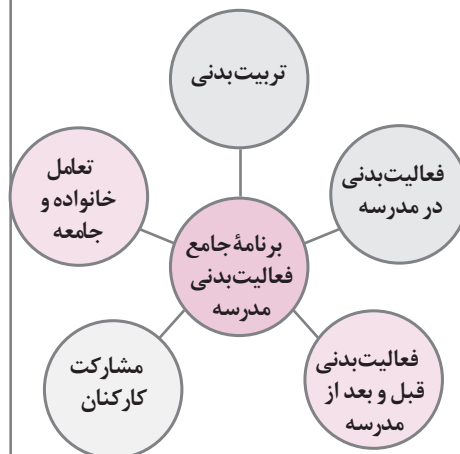 تربیت‌بدنی
فعالیت‌بدنی
در مدرسه
تعامل
خانواده و
جامعه
برنامۀ جامع
فعالیت‌بدنی
مدرسه
فعالیت‌بدنی
قبل و بعد از
مدرسه
مشارکت
کارکنان